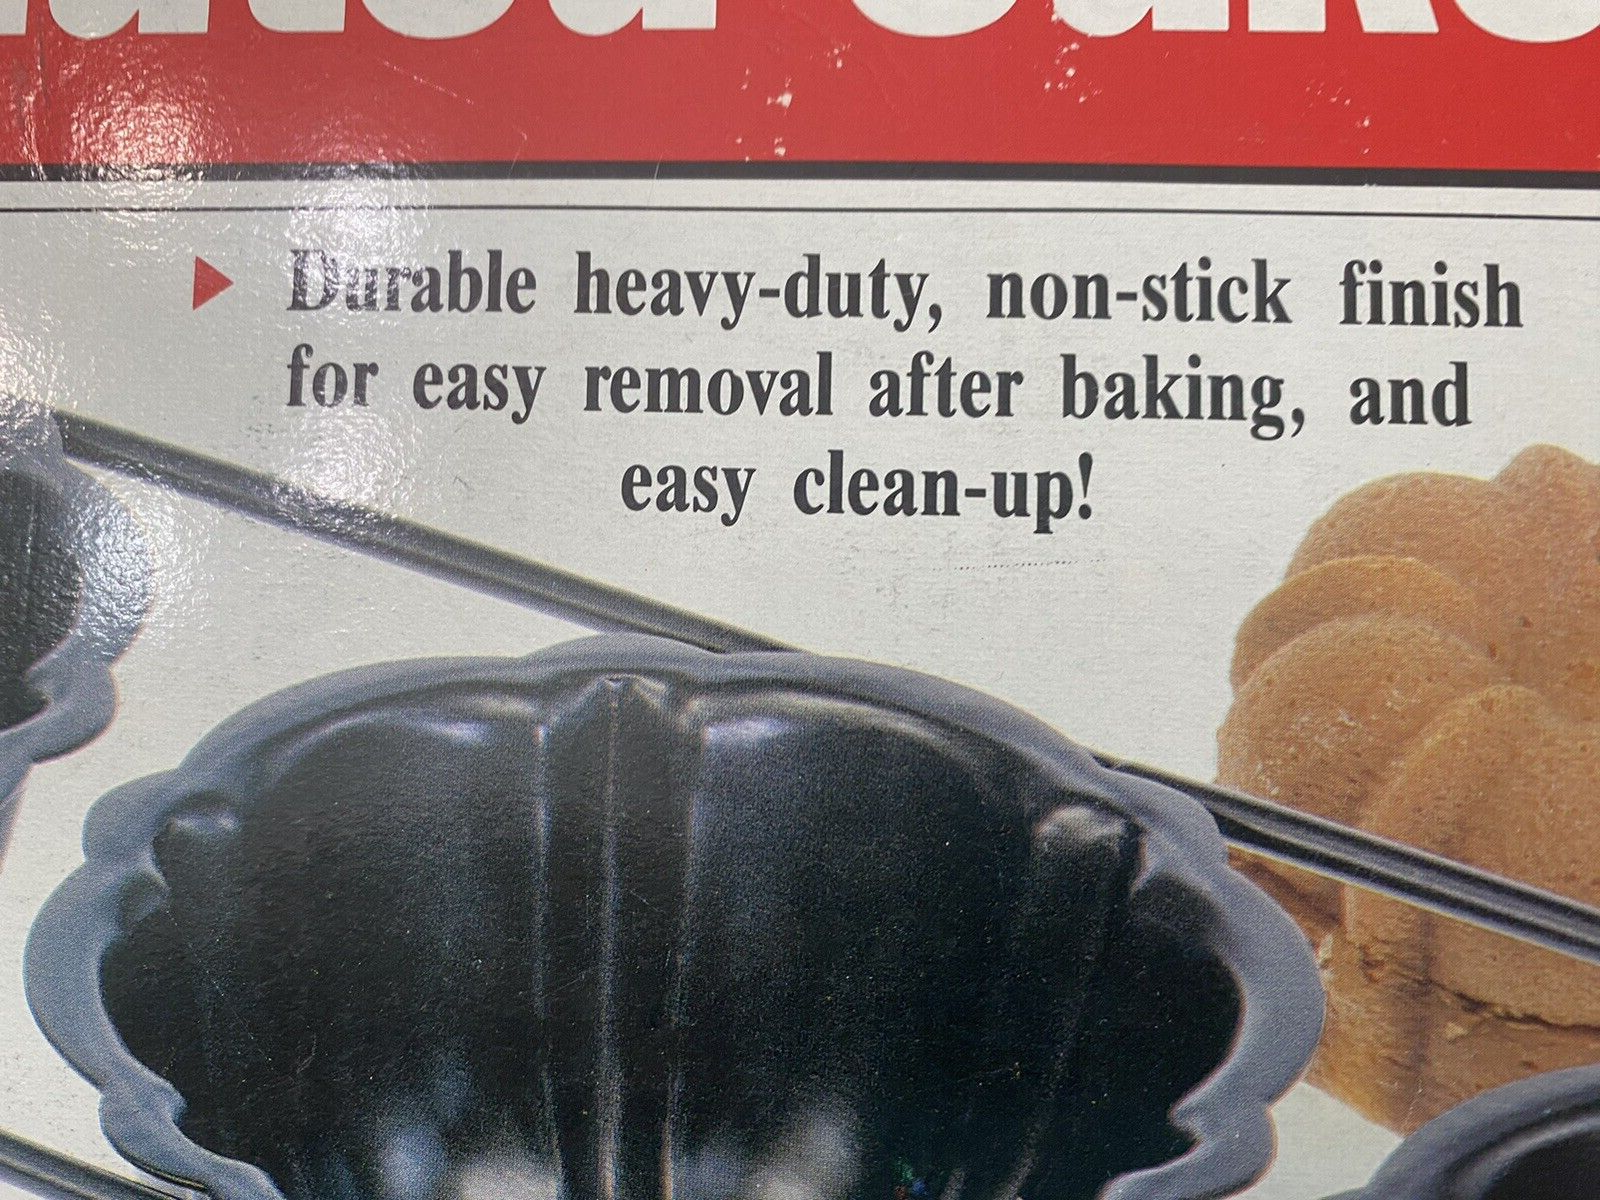 Durable heavy-duty, non-stick finish
for easy removal after baking, and
easy clean-up!